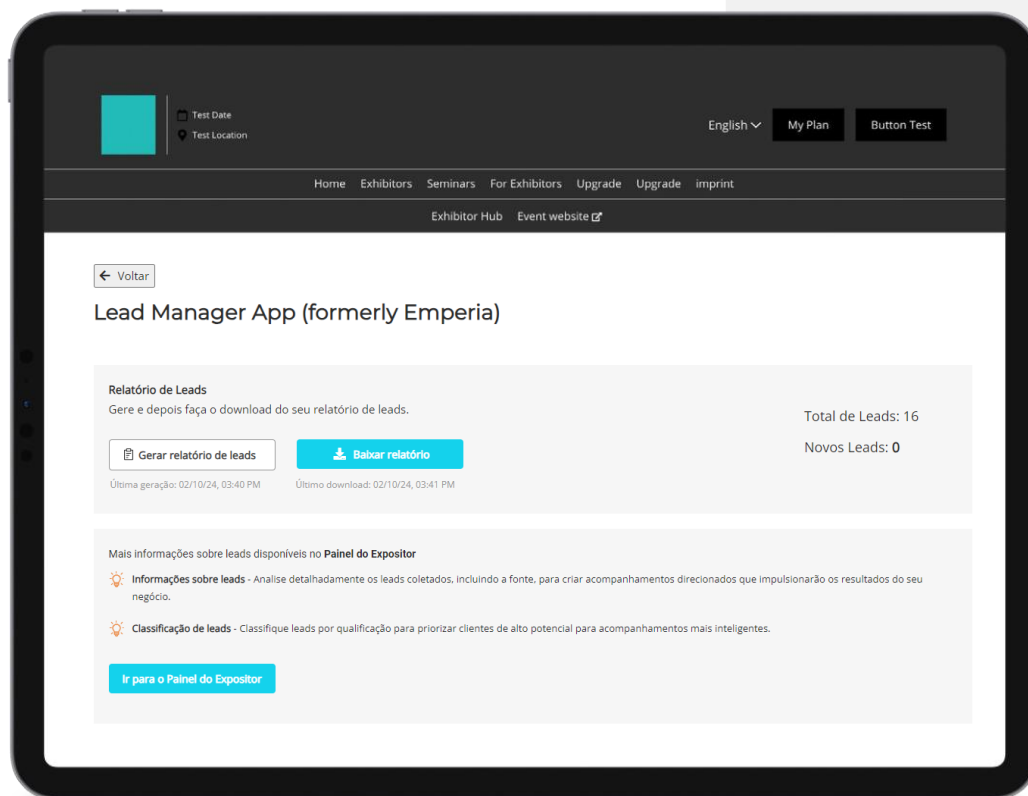 Test Date
Test Location
English
My Plan
Button Test
Home Exhibitors Seminars For Exhibitors Upgrade Upgrade imprint
Exhibitor Hub Event website
Voltar
Lead Manager App (formerly Emperia)
Relatório de Leads
Gere e depois faça o download do seu relatório de leads.
Gerar relatório de leads
Baixar relatório
Última geração: 02/10/24, 03:40 PM
Último download: 02/10/24, 03:41 PM
Total de Leads: 16
Novos Leads: 0
Mais informações sobre leads disponíveis no Painel do Expositor
Informações sobre leads - Analise detalhadamente os leads coletados, incluindo a fonte, para criar acompanhamentos direcionados que impulsionarão os resultados do seu
negócio.
Classificação de leads - Classifique leads por qualificação para priorizar clientes de alto potencial para acompanhamentos mais inteligentes.
Ir para o Painel do Expositor